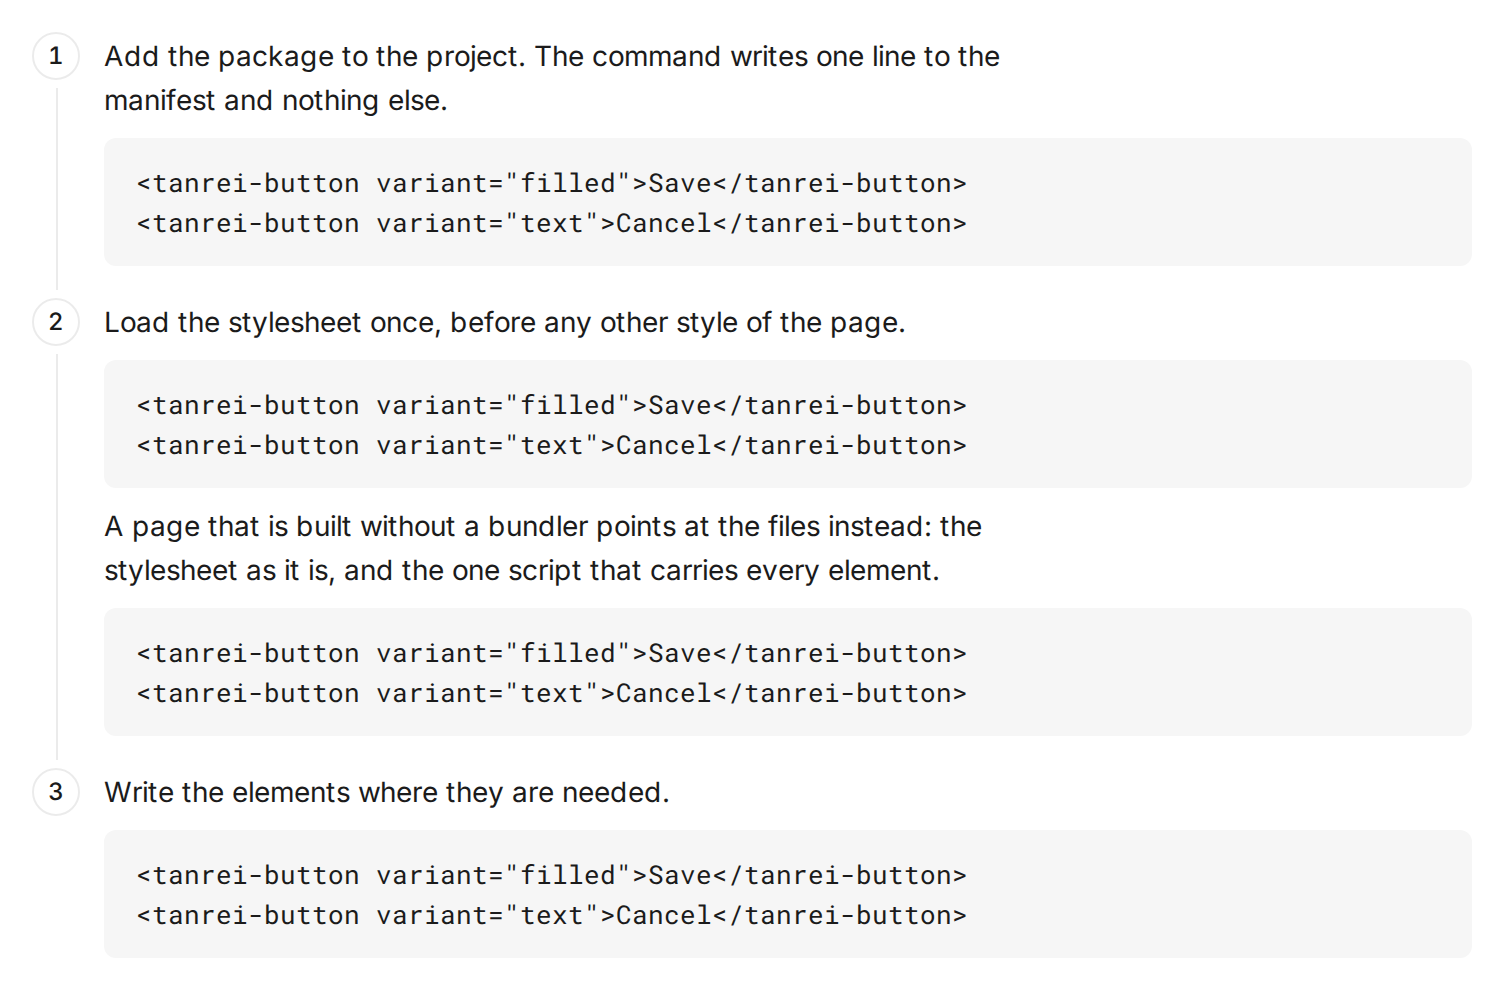 1
Add the package to the project. The command writes one line to the
manifest and nothing else.
<tanrei-button variant="filled">Save</tanrei-button>
<tanrei-button variant="text">Cancel</tanrei-button>
2
Load the stylesheet once, before any other style of the page.
<tanrei-button variant="filled">Save</tanrei-button>
<tanrei-button variant="text">Cancel</tanrei-button>
A page that is built without a bundler points at the files instead: the
stylesheet as it is, and the one script that carries every element.
<tanrei-button variant="filled">Save</tanrei-button>
<tanrei-button variant="text">Cancel</tanrei-button>
3
Write the elements where they are needed.
<tanrei-button variant="filled">Save</tanrei-button>
<tanrei-button variant="text">Cancel</tanrei-button>